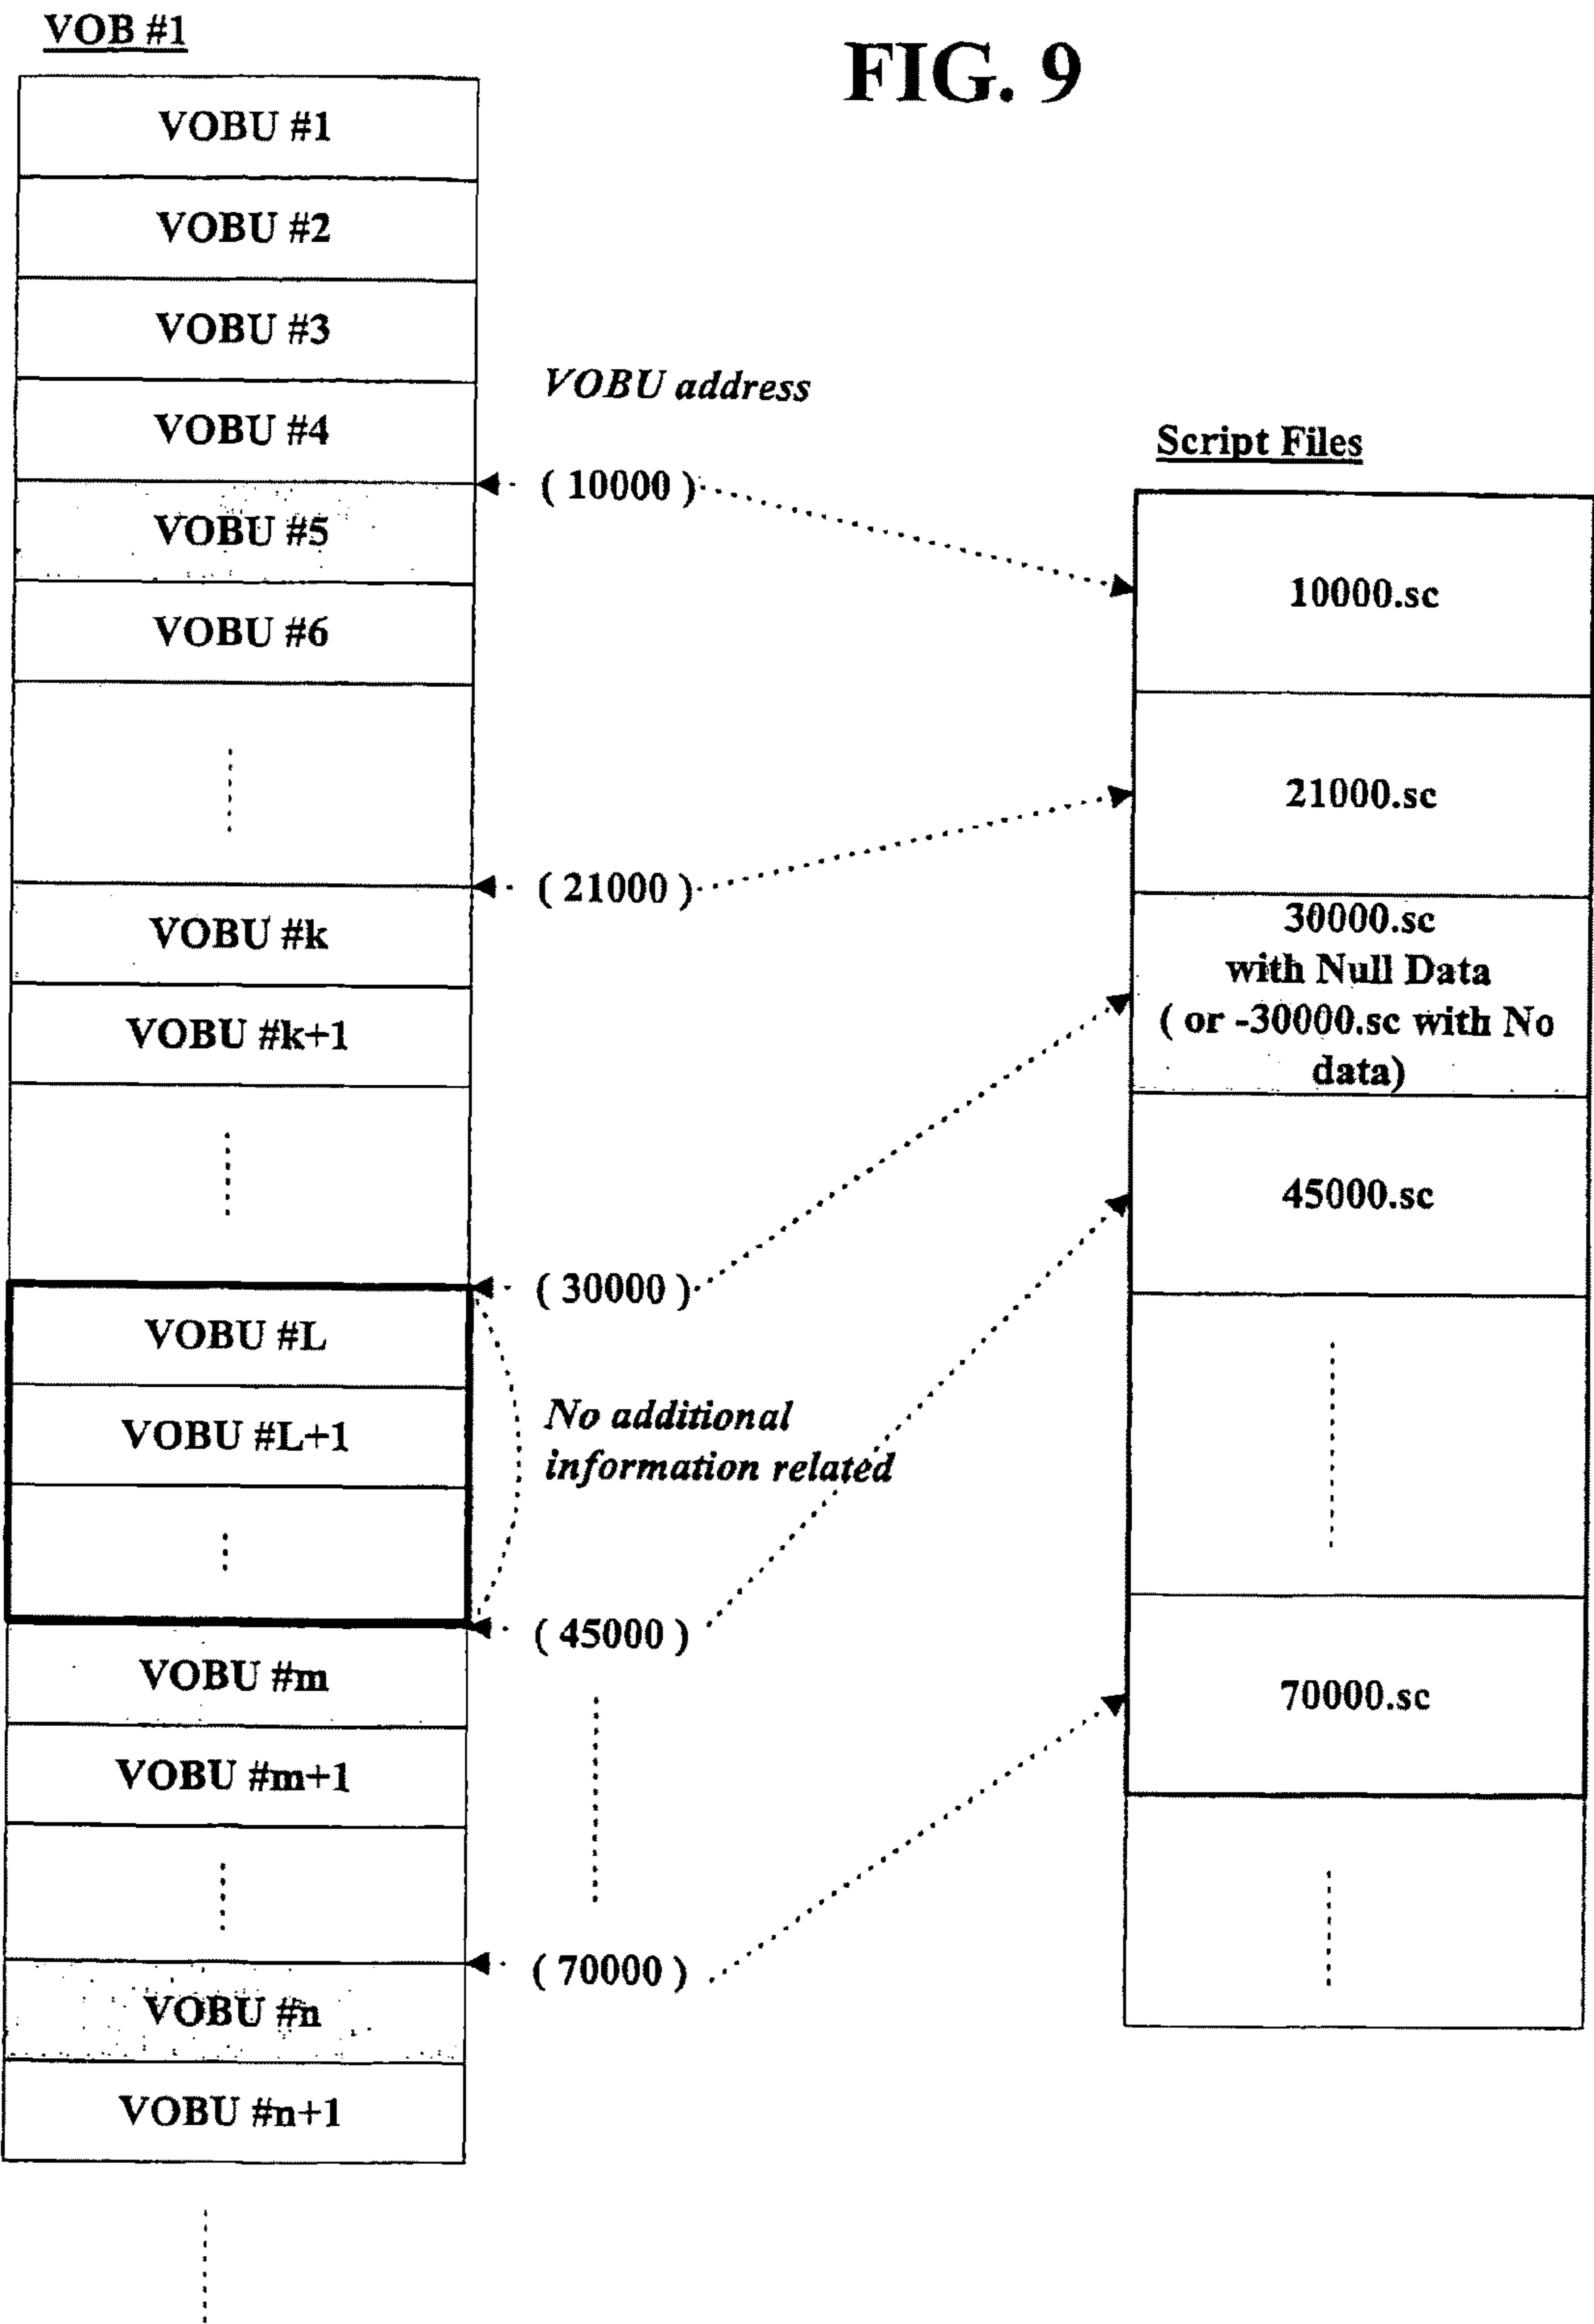 VOB #1
FIG. 9
VOBU #1
VOBU #2
VOBU #3
VOBU #4
VOBU #5
VOBU #6
VOBU #k
VOBU #k+1
VOBU #L
VOBU #L+1
VOBU #m
VOBU #m+1
VOBU #n
VOBU #n+1
VOBU address
( 10000 )
( 21000 )
( 30000 )
No additional
information related
( 45000 )
( 70000 )
Script Files
10000.sc
21000.sc
30000.sc
with Null Data
( or -30000.sc with No
data)
45000.sc
70000.sc